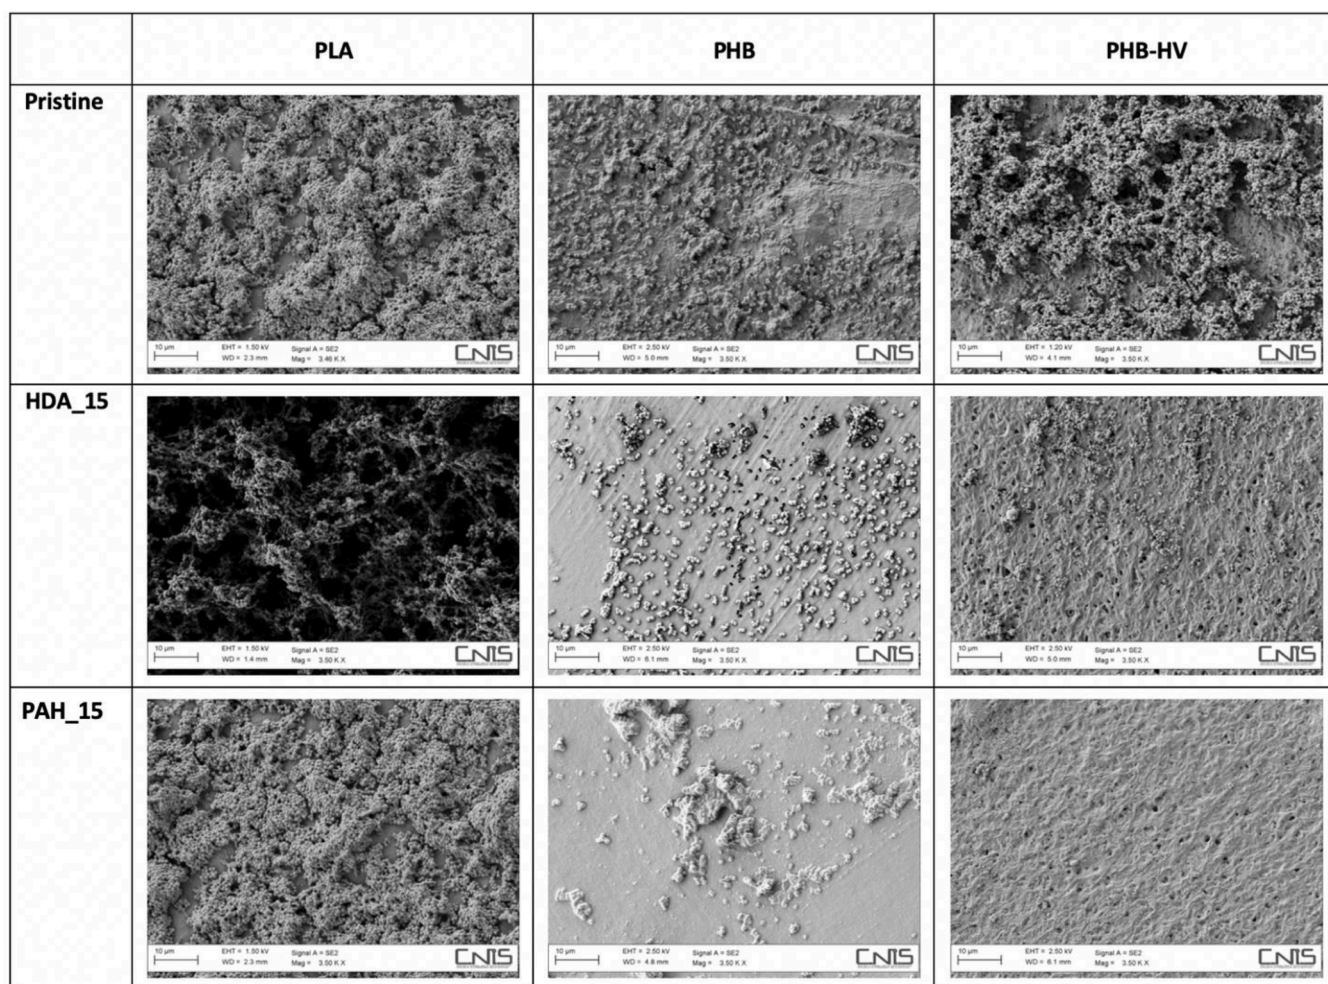 PLA PHB PHB-HV
Pristine
10 µm EHT = 1.50 kV Signal A = SE2 CNIS
WD = 2.3 mm Mag = 3.46 K X
10 µm EHT = 2.50 kV Signal A = SE2 CNIS
WD = 5.0 mm Mag = 3.50 K X
10 µm EHT = 1.20 kV Signal A = SE2 CNIS
WD = 4.1 mm Mag = 3.50 K X
HDA_15
10 µm EHT = 1.50 kV Signal A = SE2 CNIS
WD = 1.4 mm Mag = 3.50 K X
10 µm EHT = 2.50 kV Signal A = SE2 CNIS
WD = 6.1 mm Mag = 3.50 K X
10 µm EHT = 2.50 kV Signal A = SE2 CNIS
WD = 5.0 mm Mag = 3.50 K X
PAH_15
10 µm EHT = 1.50 kV Signal A = SE2 CNIS
WD = 2.3 mm Mag = 3.50 K X
10 µm EHT = 2.50 kV Signal A = SE2 CNIS
WD = 4.8 mm Mag = 3.50 K X
10 µm EHT = 2.50 kV Signal A = SE2 CNIS
WD = 6.1 mm Mag = 3.50 K X